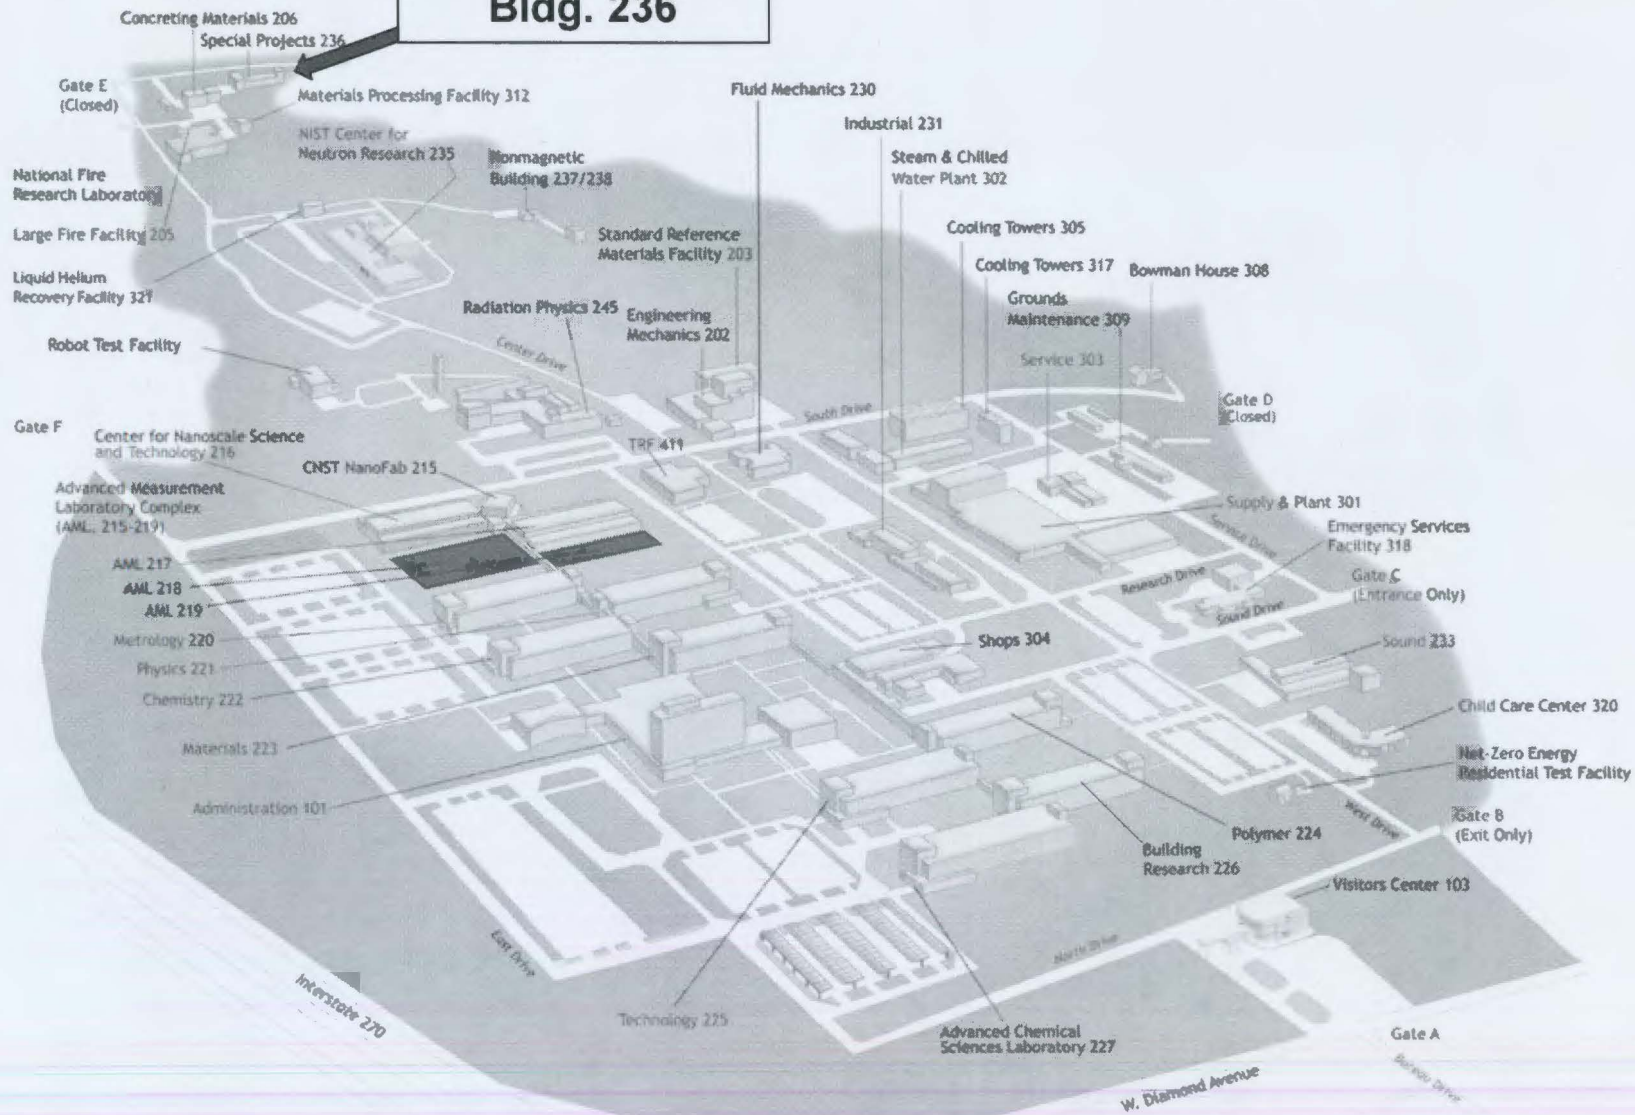 Bldg. 236
Concreting Materials 206
Special Projects 236
Gate E
(Closed)
Materials Processing Facility 312
NIST Center for
Neutron Research 235
Nonmagnetic
Building 237/238
Fluid Mechanics 230
Industrial 231
Steam & Chilled
Water Plant 302
National Fire
Research Laboratory
Large Fire Facility 205
Liquid Helium
Recovery Facility 321
Standard Reference
Materials Facility 203
Cooling Towers 305
Cooling Towers 317
Bowman House 308
Grounds
Maintenance 309
Service 303
Radiation Physics 245
Engineering
Mechanics 202
Robot Test Facility
Center Drive
South Drive
Gate D
(Closed)
Gate F
Center for Nanoscale Science
and Technology 216
TRF 411
CNST NanoFab 215
Advanced Measurement
Laboratory Complex
(AML, 215-219)
Supply & Plant 301
Service Drive
Emergency Services
Facility 318
AML 217
AML 218
AML 219
Research Drive
Gate C
(Entrance Only)
Sound Drive
Metrology 220
Physics 221
Chemistry 222
Shops 304
Sound 233
Materials 223
Child Care Center 320
Net-Zero Energy
Residential Test Facility
Administration 101
West Drive
Gate B
(Exit Only)
Polymer 224
Building
Research 226
Visitors Center 103
East Drive
North Drive
Interstate 270
Technology 225
Advanced Chemical
Sciences Laboratory 227
Gate A
W. Diamond Avenue
Bureau Drive